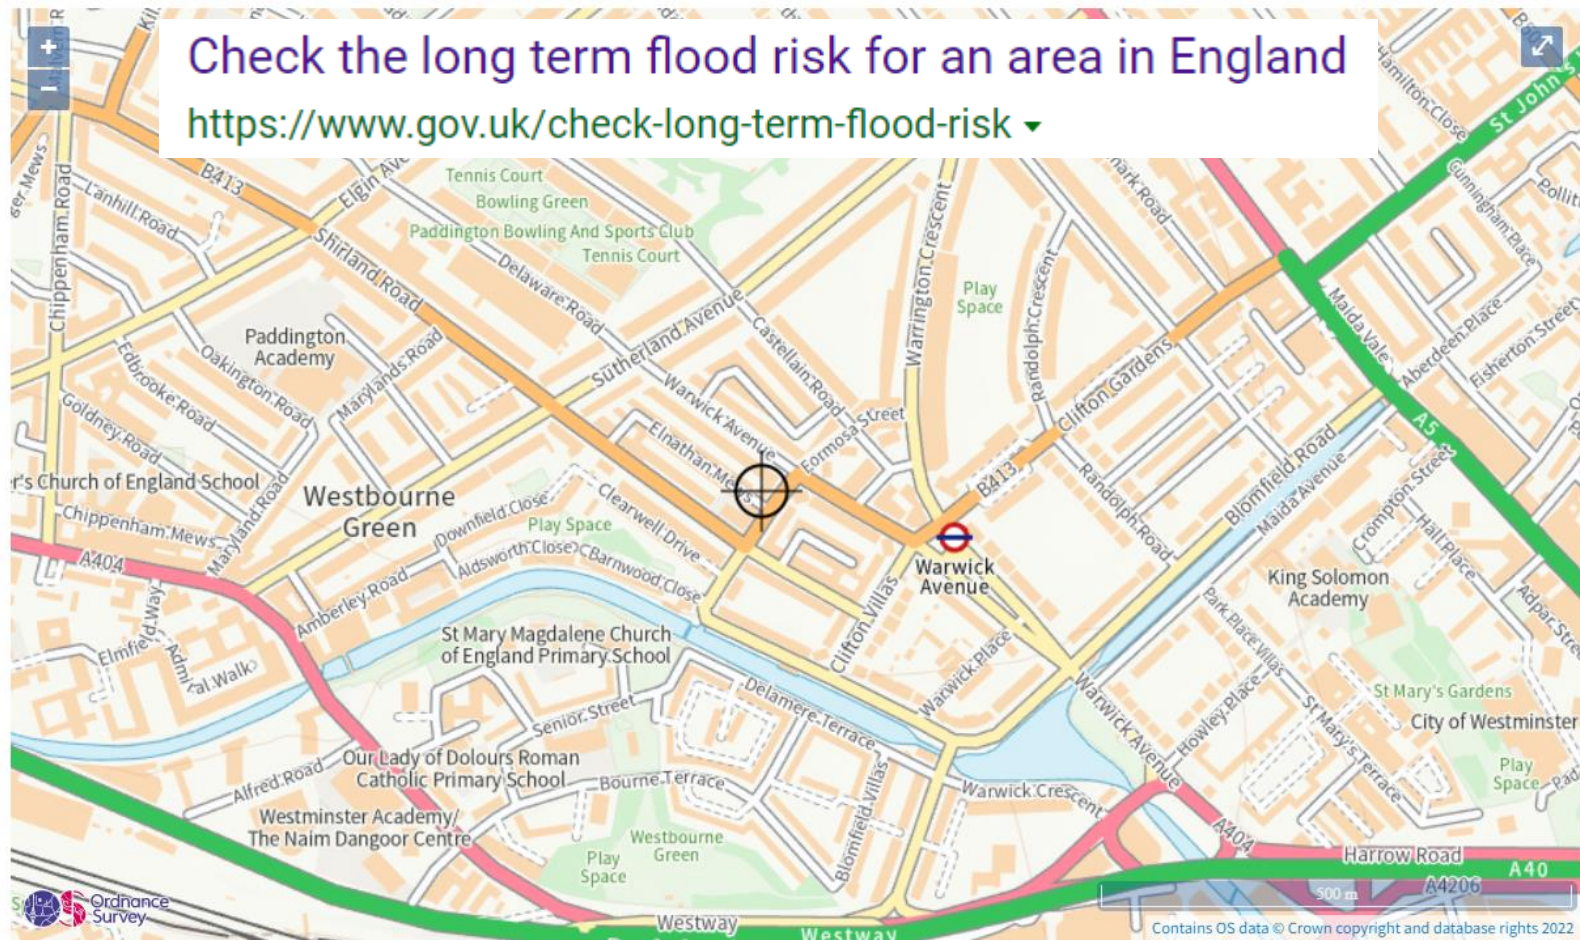 Check the long term flood risk for an area in England
https://www.gov.uk/check-long-term-flood-risk
+
−
Hamilton Close
St John's
Cunningham Place
B413
Elgin Ave
Lanhill Road
Chippenham Road
Shirland Road
Tennis Court
Bowling Green
Paddington Bowling And Sports Club
Tennis Court
Delaware Road
Sutherland Avenue
Castellain Road
Warrington Crescent
Play
Space
Randolph Crescent
Clifton Gardens
Maida Vale
Aberdeen Place
Fisherton Street
A5
Paddington
Academy
Oakington Road
Marylands Road
Edbrooke Road
Goldney Road
Warwick Avenue
Formosa Street
Elnathan Mews
B413
Randolph Road
Blomfield Road
Maida Avenue
Crompton Street
Hall Place
r's Church of England School
Chippenham Mews
Maryland Road
Westbourne
Green
Downfield Close
Play Space
Clearwell Drive
Aldsworth Close
Barnwood Close
A404
Amberley Road
Warwick
Avenue
Clifton Villas
King Solomon
Academy
Park Place Villas
Elmfield Way
Admiral Walk
St Mary Magdalene Church
of England Primary School
Warwick Place
Delamere Terrace
Senior Street
Warwick Avenue
Howley Place
St Mary's Terrace
St Mary's Gardens
City of Westminster
Play
Space
Our Lady of Dolours Roman
Catholic Primary School
Alfred Road
Bourne Terrace
Blomfield Villas
Warwick Crescent
Westminster Academy/
The Naim Dangoor Centre
Westbourne
Green
Play
Space
A404
Harrow Road
A40
A4206
500 m
Westway
Westway
Ordnance
Survey
Contains OS data © Crown copyright and database rights 2022